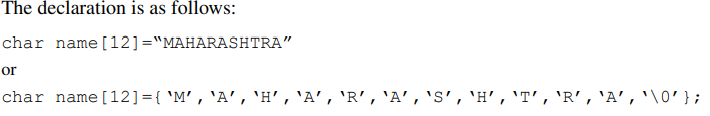 The declaration is as follows:
char name[12]=“MAHARASHTRA”
or
char name[12]={‘M’,‘A’,‘H’,‘A’,‘R’,‘A’,‘S’,‘H’,‘T’,‘R’,‘A’,‘\0’};